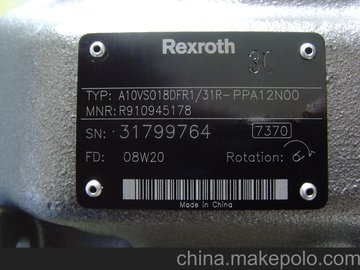 Rexroth
30
TYP: A10VSO18DFR1/31R-PPA12N00
MNR: R910945178
SN: 31799764 7370
FD: 08W20 Rotation:
Made in China
china.makepolo.com